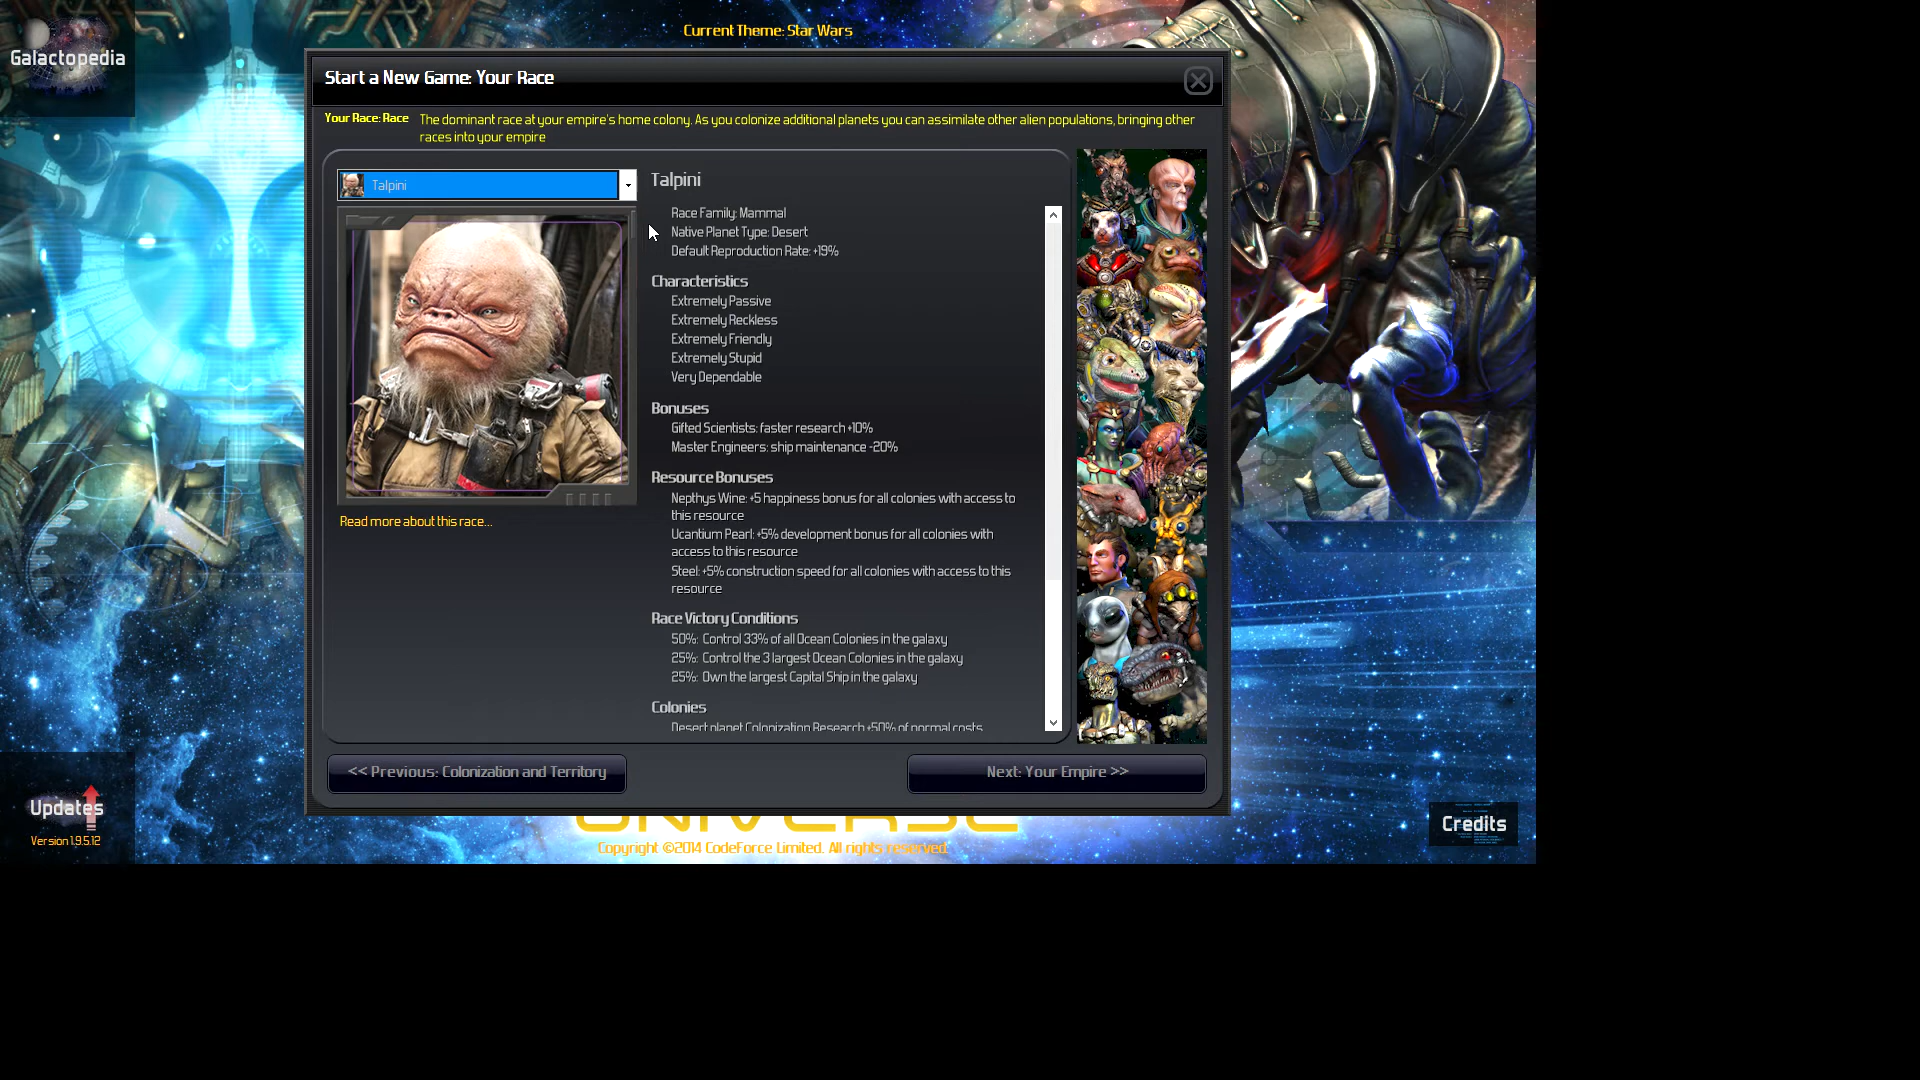 Current Theme: Star Wars
Galactopedia
Start a New Game: Your Race
Your Race: Race The dominant race at your empire's home colony. As you colonize additional planets you can assimilate other alien populations, bringing other
races into your empire
Talpini
Talpini
Race Family: Mammal
Native Planet Type: Desert
Default Reproduction Rate: +19%
Characteristics
Extremely Passive
Extremely Reckless
Extremely Friendly
Extremely Stupid
Very Dependable
Bonuses
Gifted Scientists: faster research +10%
Master Engineers: ship maintenance -20%
Resource Bonuses
Nepthys Wine: +5 happiness bonus for all colonies with access to
this resource
Ucantium Pearl: +5% development bonus for all colonies with
access to this resource
Steel: +5% construction speed for all colonies with access to this
resource
Race Victory Conditions
50%: Control 33% of all Ocean Colonies in the galaxy
25%: Control the 3 largest Ocean Colonies in the galaxy
25%: Own the largest Capital Ship in the galaxy
Colonies
Desert planet Colonization Research +50% of normal costs
Read more about this race...
<< Previous: Colonization and Territory
Next: Your Empire >>
Updates
Version 1.9.5.12
UNIVERSE
Copyright ©2014 CodeForce Limited. All rights reserved.
Credits